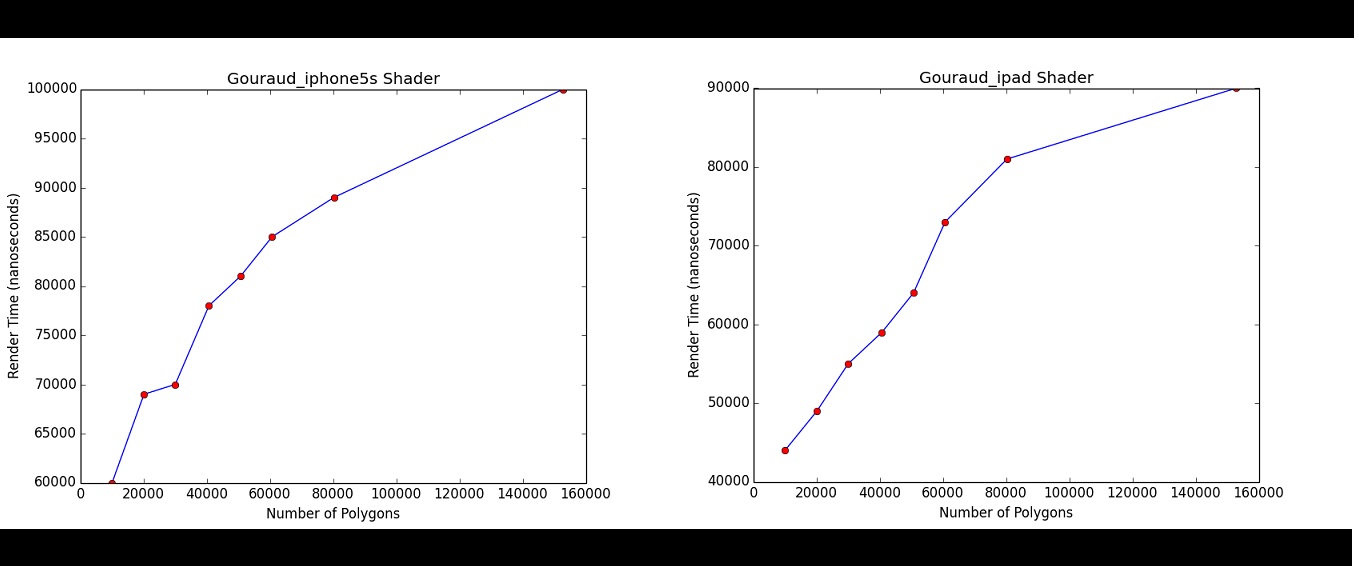 Gouraud_iphone5s Shader
100000
95000
90000
85000
80000
75000
70000
65000
60000
Render Time (nanoseconds)
0 20000 40000 60000 80000 100000 120000 140000 160000
Number of Polygons
Gouraud_ipad Shader
90000
80000
70000
60000
50000
40000
Render Time (nanoseconds)
0 20000 40000 60000 80000 100000 120000 140000 160000
Number of Polygons